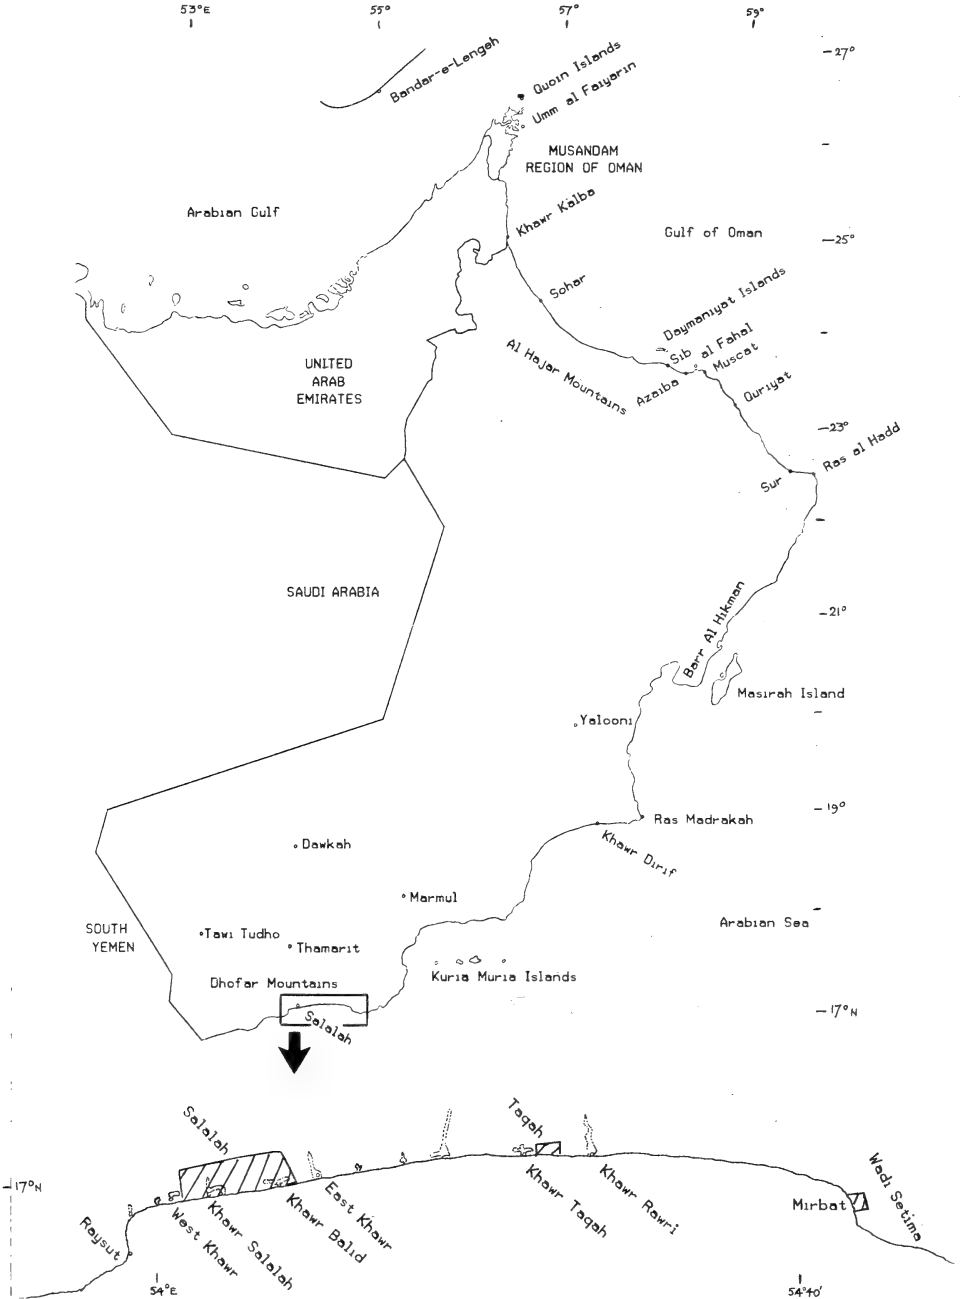 53°E
55°
57°
59°
27°
Bandar-e-Lengeh
Quoin Islands
Umm al Faiyarin
MUSANDAM
REGION OF OMAN
Arabian Gulf
Khawr Kalba
Gulf of Oman
25°
Sohar
Daymaniyat Islands
Sib
al Fahal
Muscat
Al Hajar Mountains
Azaiba
Quriyat
UNITED
ARAB
EMIRATES
23°
Ras al Hadd
Sur
SAUDI ARABIA
21°
Barr Al Hikman
Masirah Island
Yalooni
19°
Ras Madrakah
Khawr Dirif
Dawkah
Marmul
SOUTH
YEMEN
Tawi Tudho
Thamarit
Arabian Sea
Kuria Muria Islands
Dhofar Mountains
Salalah
17°N
Salalah
Taqah
17°N
Raysut
West Khawr
Khawr Salalah
Khawr Balid
East Khawr
Khawr Taqah
Khawr Rawri
Mirbat
Wadi Setima
54°E
54°40'